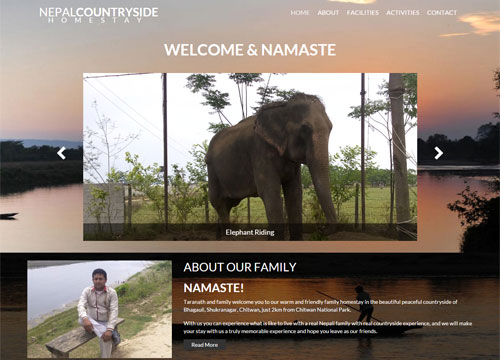 NEPALCOUNTRYSIDE
HOMESTAY
HOME ABOUT FACILITIES ACTIVITIES CONTACT
WELCOME & NAMASTE
Elephant Riding
ABOUT OUR FAMILY
NAMASTE!
Taranath and family welcome you to our warm and friendly family homestay in the beautiful peaceful countryside of
Bhagauli, Shukranagar, Chitwan, just 2km from Chitwan National Park.
With us you can experience what is like to live with a real Nepali family with real countryside experience, and we will make
your stay with us a truly memorable experience and hope you leave as our friends.
Read More